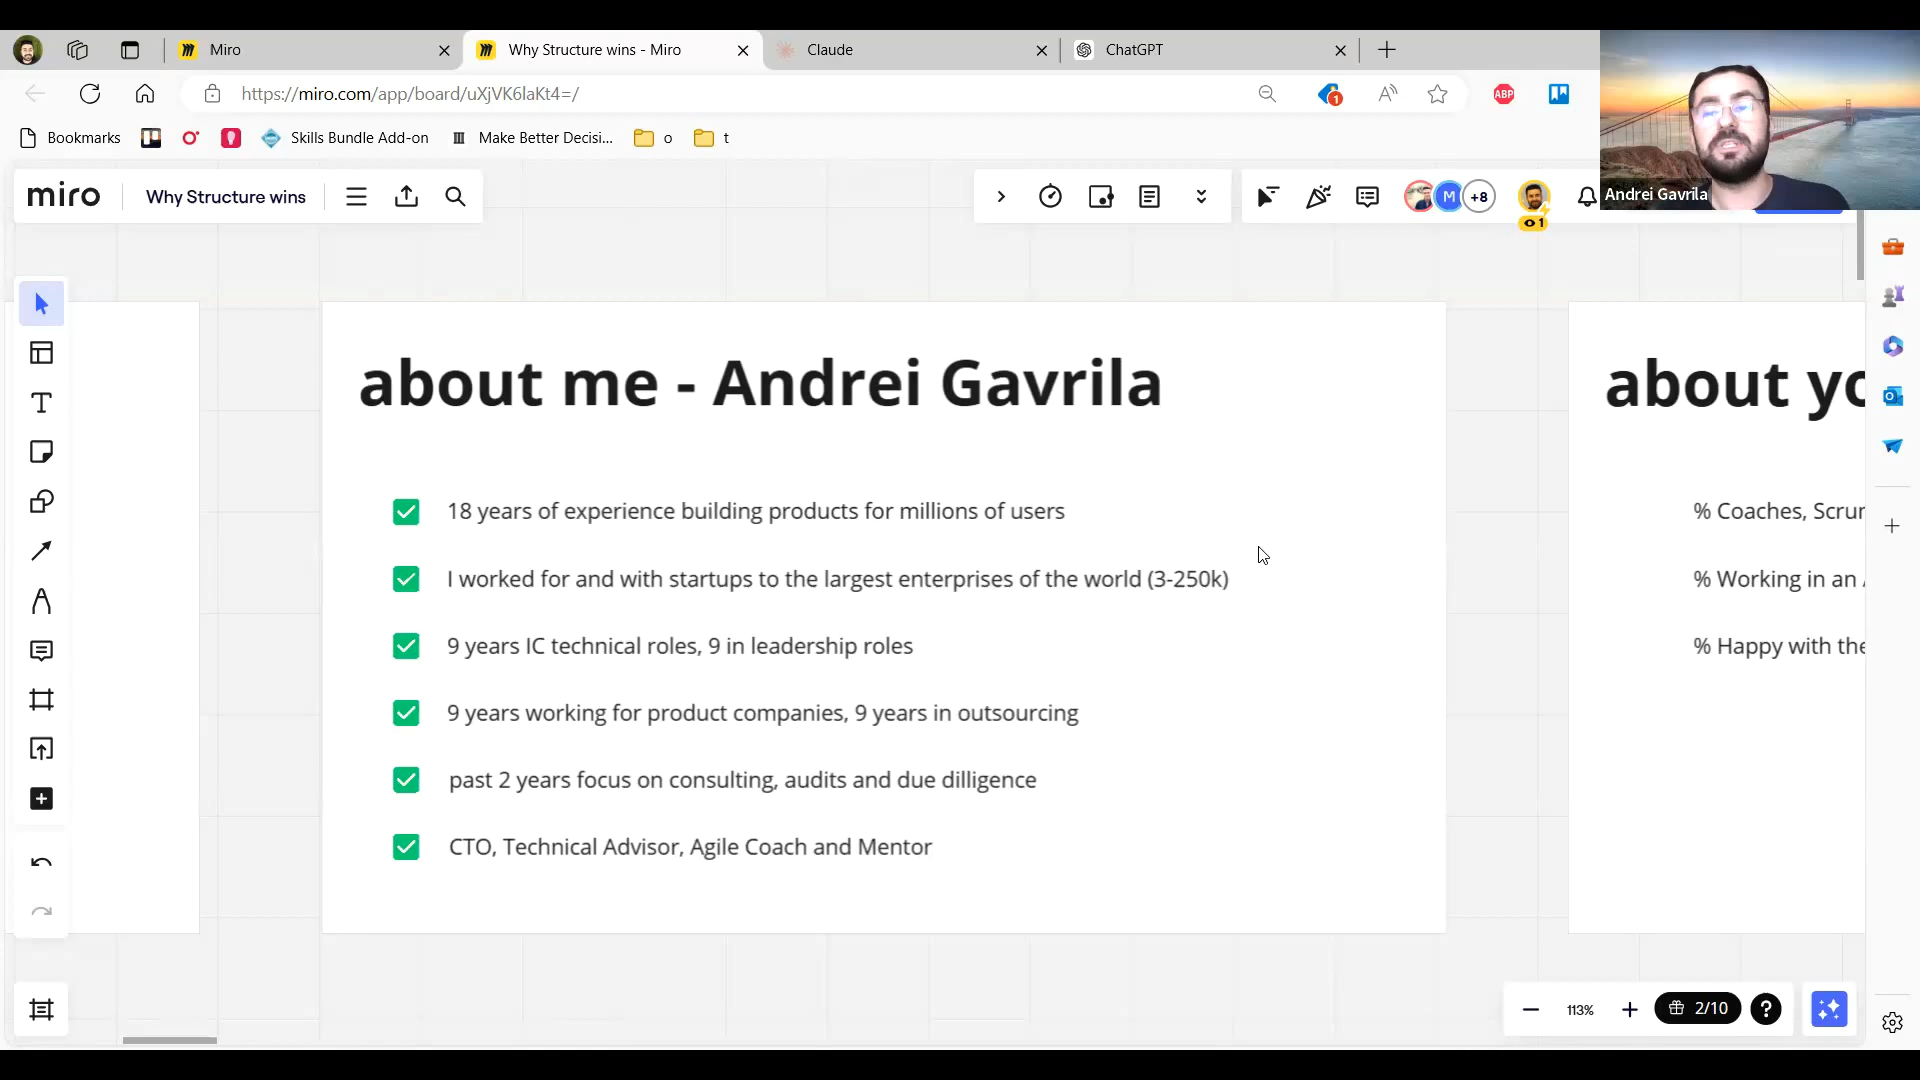 Miro
Why Structure wins - Miro
Claude
ChatGPT
https://miro.com/app/board/uXjVK6laKt4=/
1
ABP
Bookmarks
Skills Bundle Add-on
Make Better Decisi...
o
t
miro
Why Structure wins
M
+8
1
Andrei Gavrila
about me - Andrei Gavrila
18 years of experience building products for millions of users
I worked for and with startups to the largest enterprises of the world (3-250k)
9 years IC technical roles, 9 in leadership roles
9 years working for product companies, 9 years in outsourcing
past 2 years focus on consulting, audits and due dilligence
CTO, Technical Advisor, Agile Coach and Mentor
about yo
% Coaches, Scrur
% Working in an
% Happy with the
113%
2/10
?